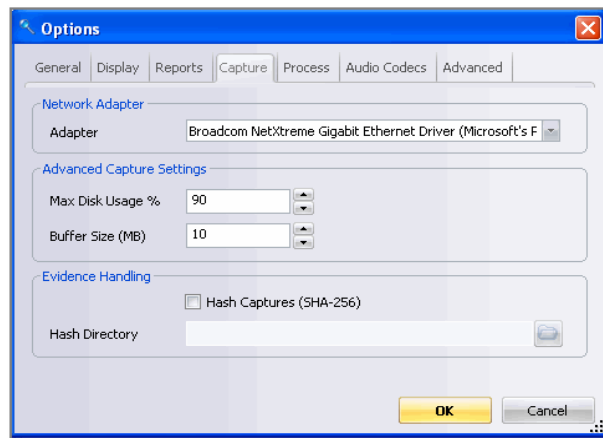 Options
General Display Reports Capture Process Audio Codecs Advanced
Network Adapter
Adapter Broadcom NetXtreme Gigabit Ethernet Driver (Microsoft's P
Advanced Capture Settings
Max Disk Usage % 90
Buffer Size (MB) 10
Evidence Handling
Hash Captures (SHA-256)
Hash Directory
OK Cancel